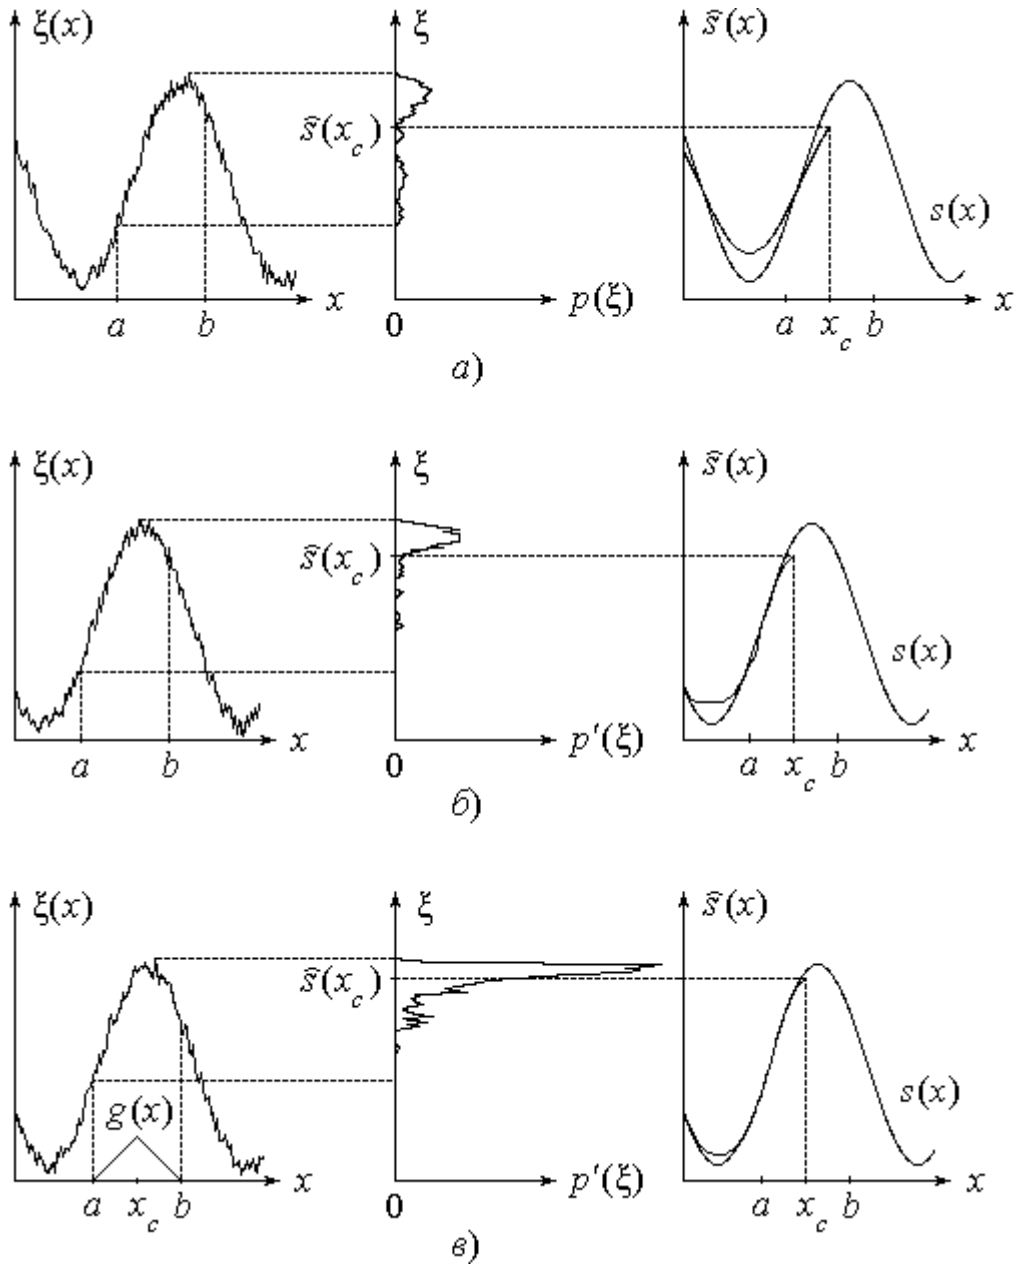 ξ(x) ξ ŝ(x)
ŝ(x_c)
s(x)
x p(ξ) x
a b 0 a x_c b
а)
ξ(x) ξ ŝ(x)
ŝ(x_c)
s(x)
x p'(ξ) x
a b 0 a x_c b
б)
ξ(x) ξ ŝ(x)
ŝ(x_c)
g(x) s(x)
x p'(ξ) x
a x_c b 0 a x_c b
в)